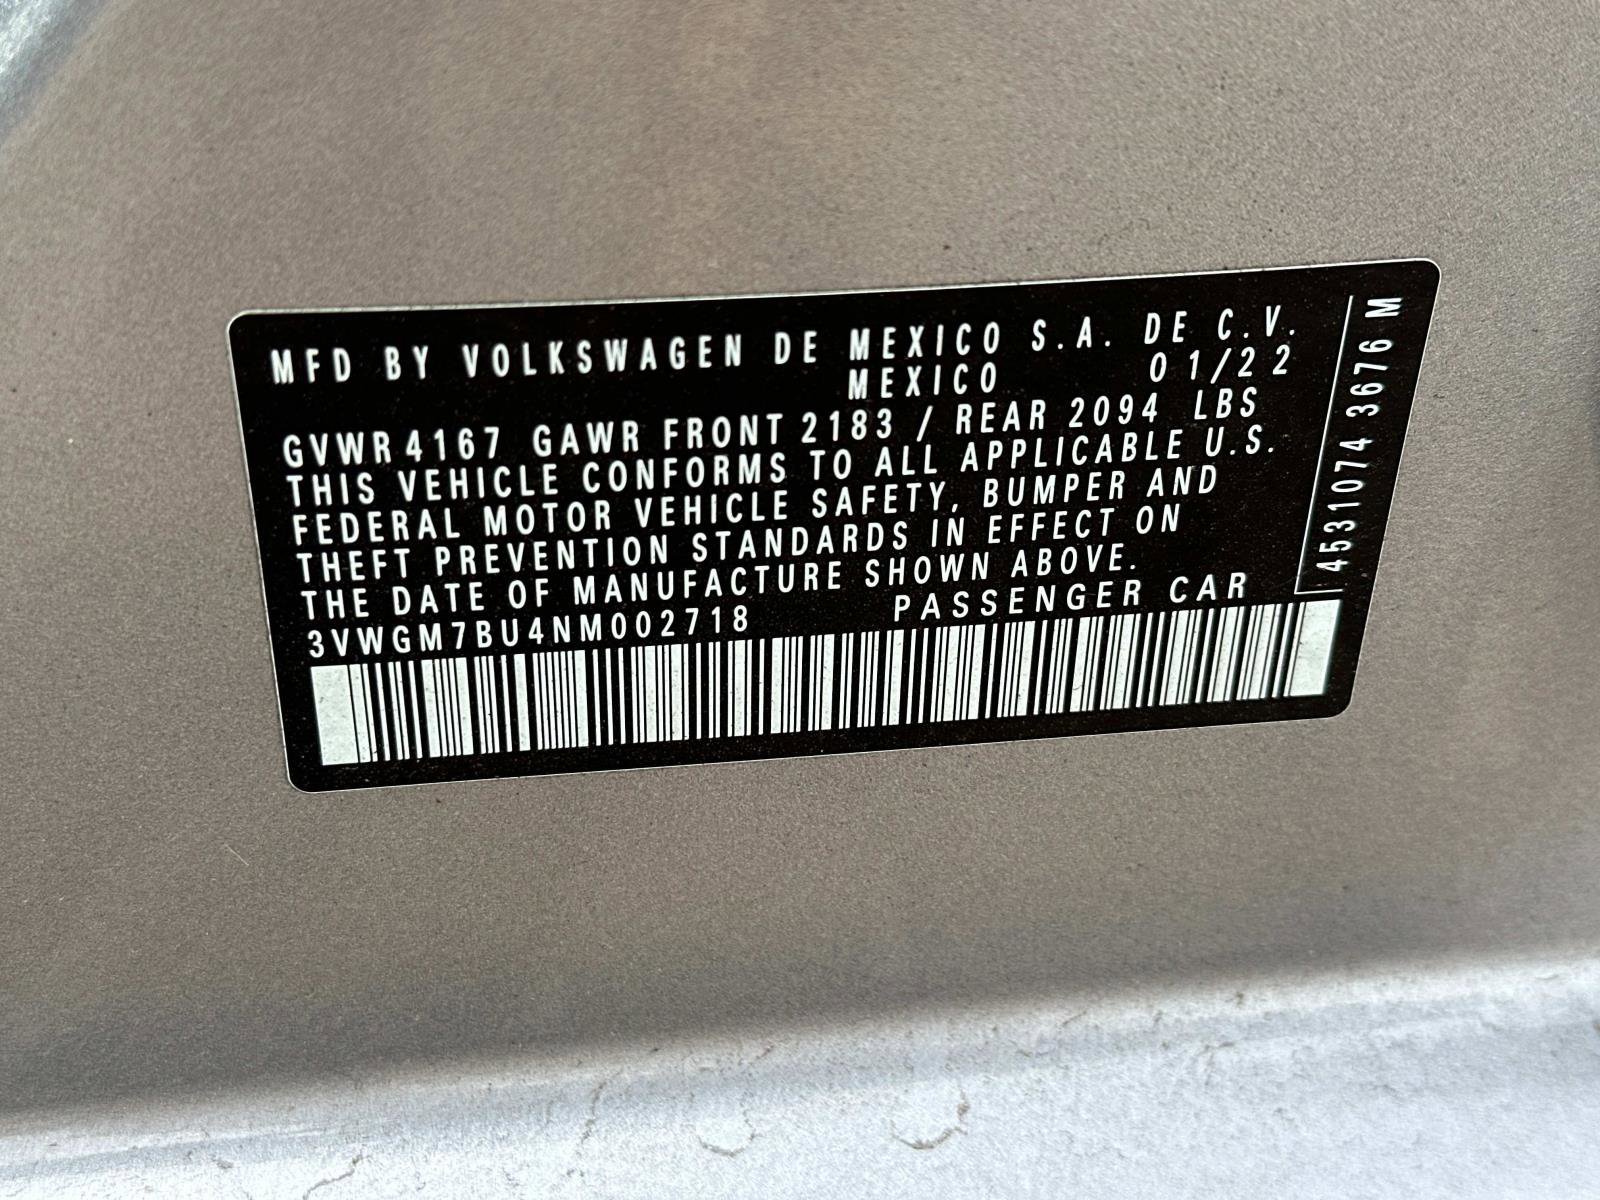 MFD BY VOLKSWAGEN DE MEXICO S.A. DE C.V.
MEXICO 01/22
GVWR 4167 GAWR FRONT 2183 / REAR 2094 LBS
THIS VEHICLE CONFORMS TO ALL APPLICABLE U.S.
FEDERAL MOTOR VEHICLE SAFETY, BUMPER AND
THEFT PREVENTION STANDARDS IN EFFECT ON
THE DATE OF MANUFACTURE SHOWN ABOVE.
3VWGM7BU4NM002718 PASSENGER CAR
4531074 3676 M